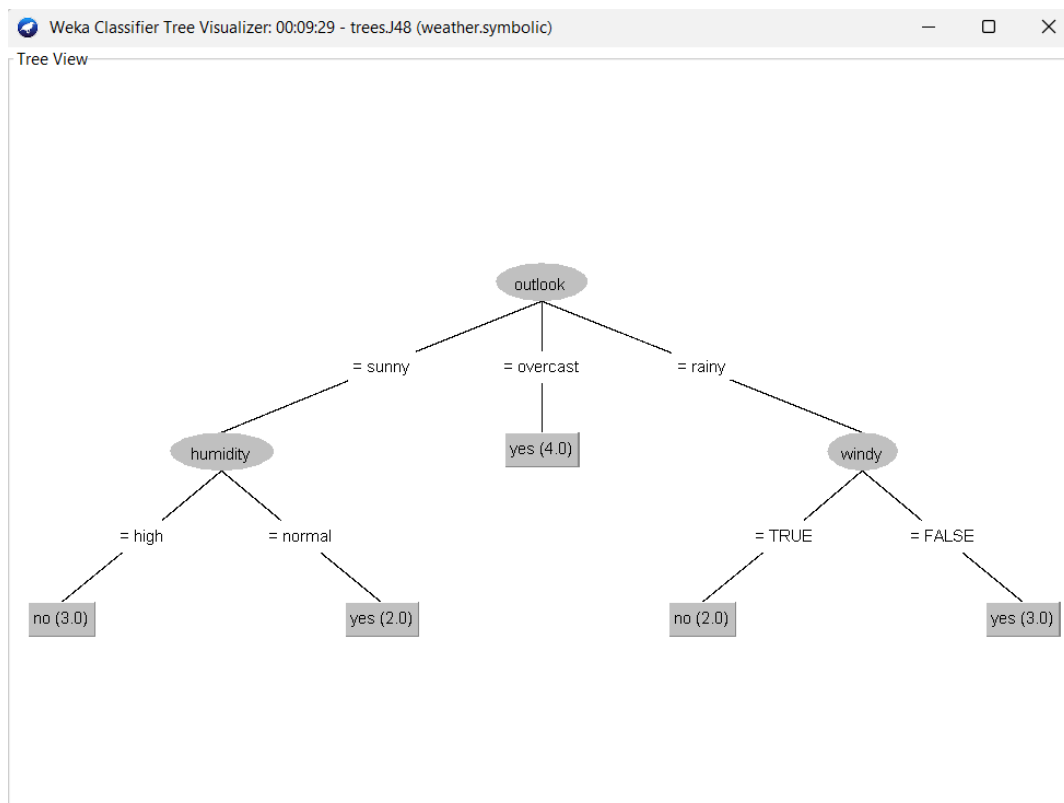 Weka Classifier Tree Visualizer: 00:09:29 - trees.J48 (weather.symbolic)
Tree View
outlook
= sunny
= overcast
= rainy
humidity
yes (4.0)
windy
= high
= normal
= TRUE
= FALSE
no (3.0)
yes (2.0)
no (2.0)
yes (3.0)